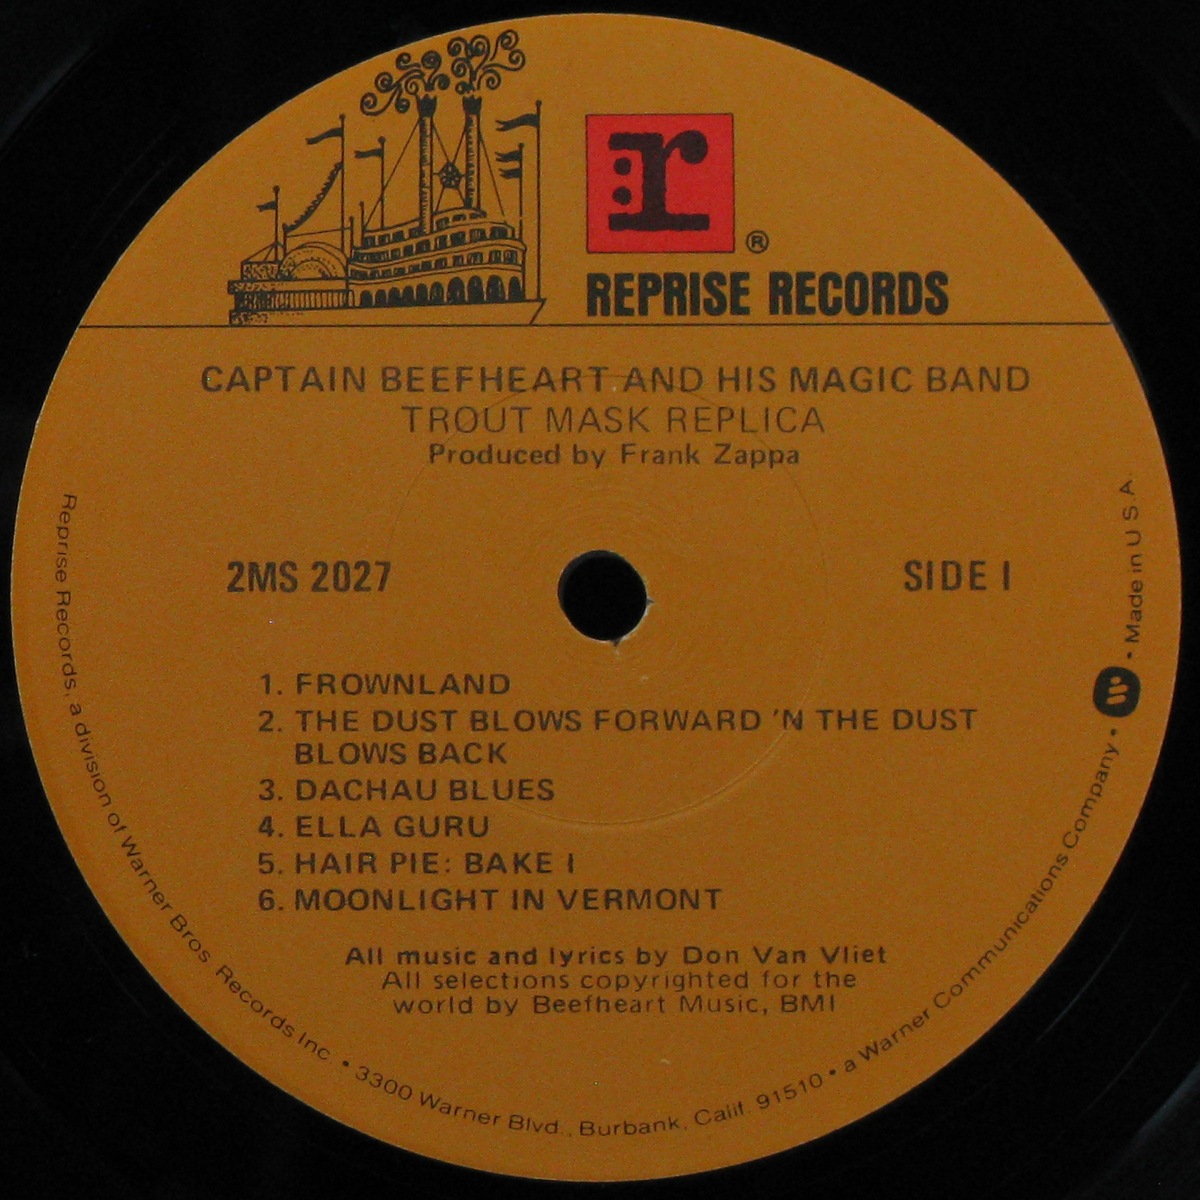 r
®
REPRISE RECORDS
CAPTAIN BEEFHEART AND HIS MAGIC BAND
TROUT MASK REPLICA
Produced by Frank Zappa
2MS 2027
SIDE I
1. FROWNLAND
2. THE DUST BLOWS FORWARD 'N THE DUST
BLOWS BACK
3. DACHAU BLUES
4. ELLA GURU
5. HAIR PIE: BAKE I
6. MOONLIGHT IN VERMONT
All music and lyrics by Don Van Vliet
All selections copyrighted for the
world by Beefheart Music, BMI
Reprise Records, a division of Warner Bros. Records Inc • 3300 Warner Blvd., Burbank, Calif. 91510 • a Warner Communications Company • W • Made in U S A.